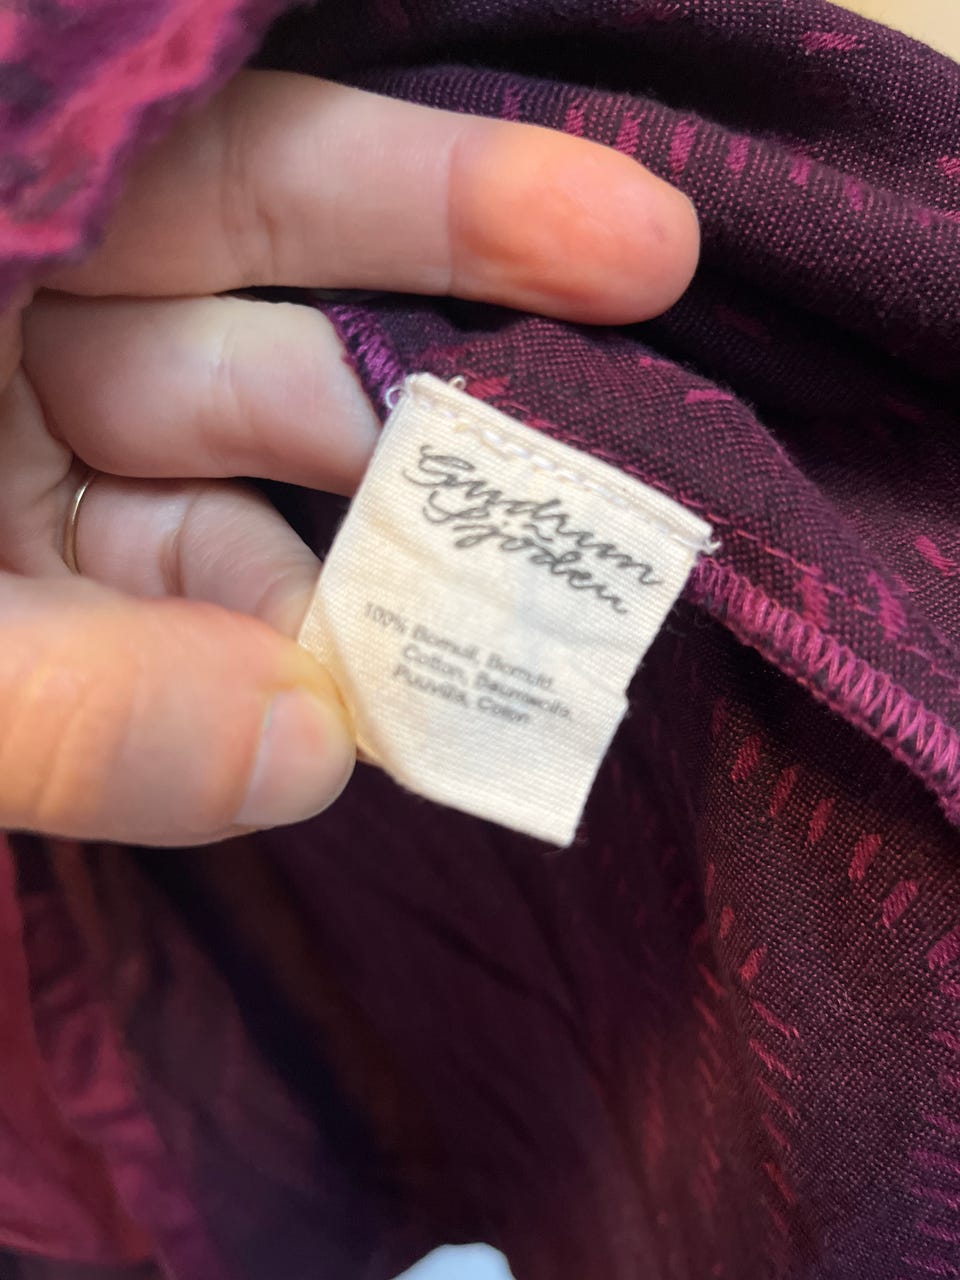 Gudrun
Sjödén
100% Bomull, Bomuld,
Cotton, Baumwolle,
Puuvilla, Coton